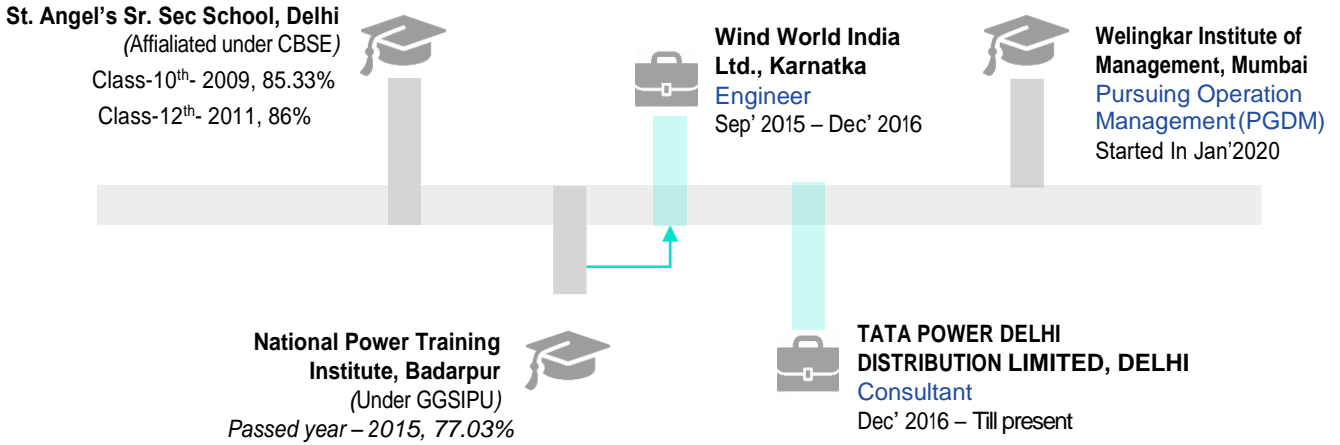 St. Angel's Sr. Sec School, Delhi
(Affialiated under CBSE)
Class-10th- 2009, 85.33%
Class-12th- 2011, 86%
Wind World India
Ltd., Karnatka
Engineer
Sep' 2015 – Dec' 2016
Welingkar Institute of
Management, Mumbai
Pursuing Operation
Management (PGDM)
Started In Jan'2020
National Power Training
Institute, Badarpur
(Under GGSIPU)
Passed year – 2015, 77.03%
TATA POWER DELHI
DISTRIBUTION LIMITED, DELHI
Consultant
Dec' 2016 – Till present